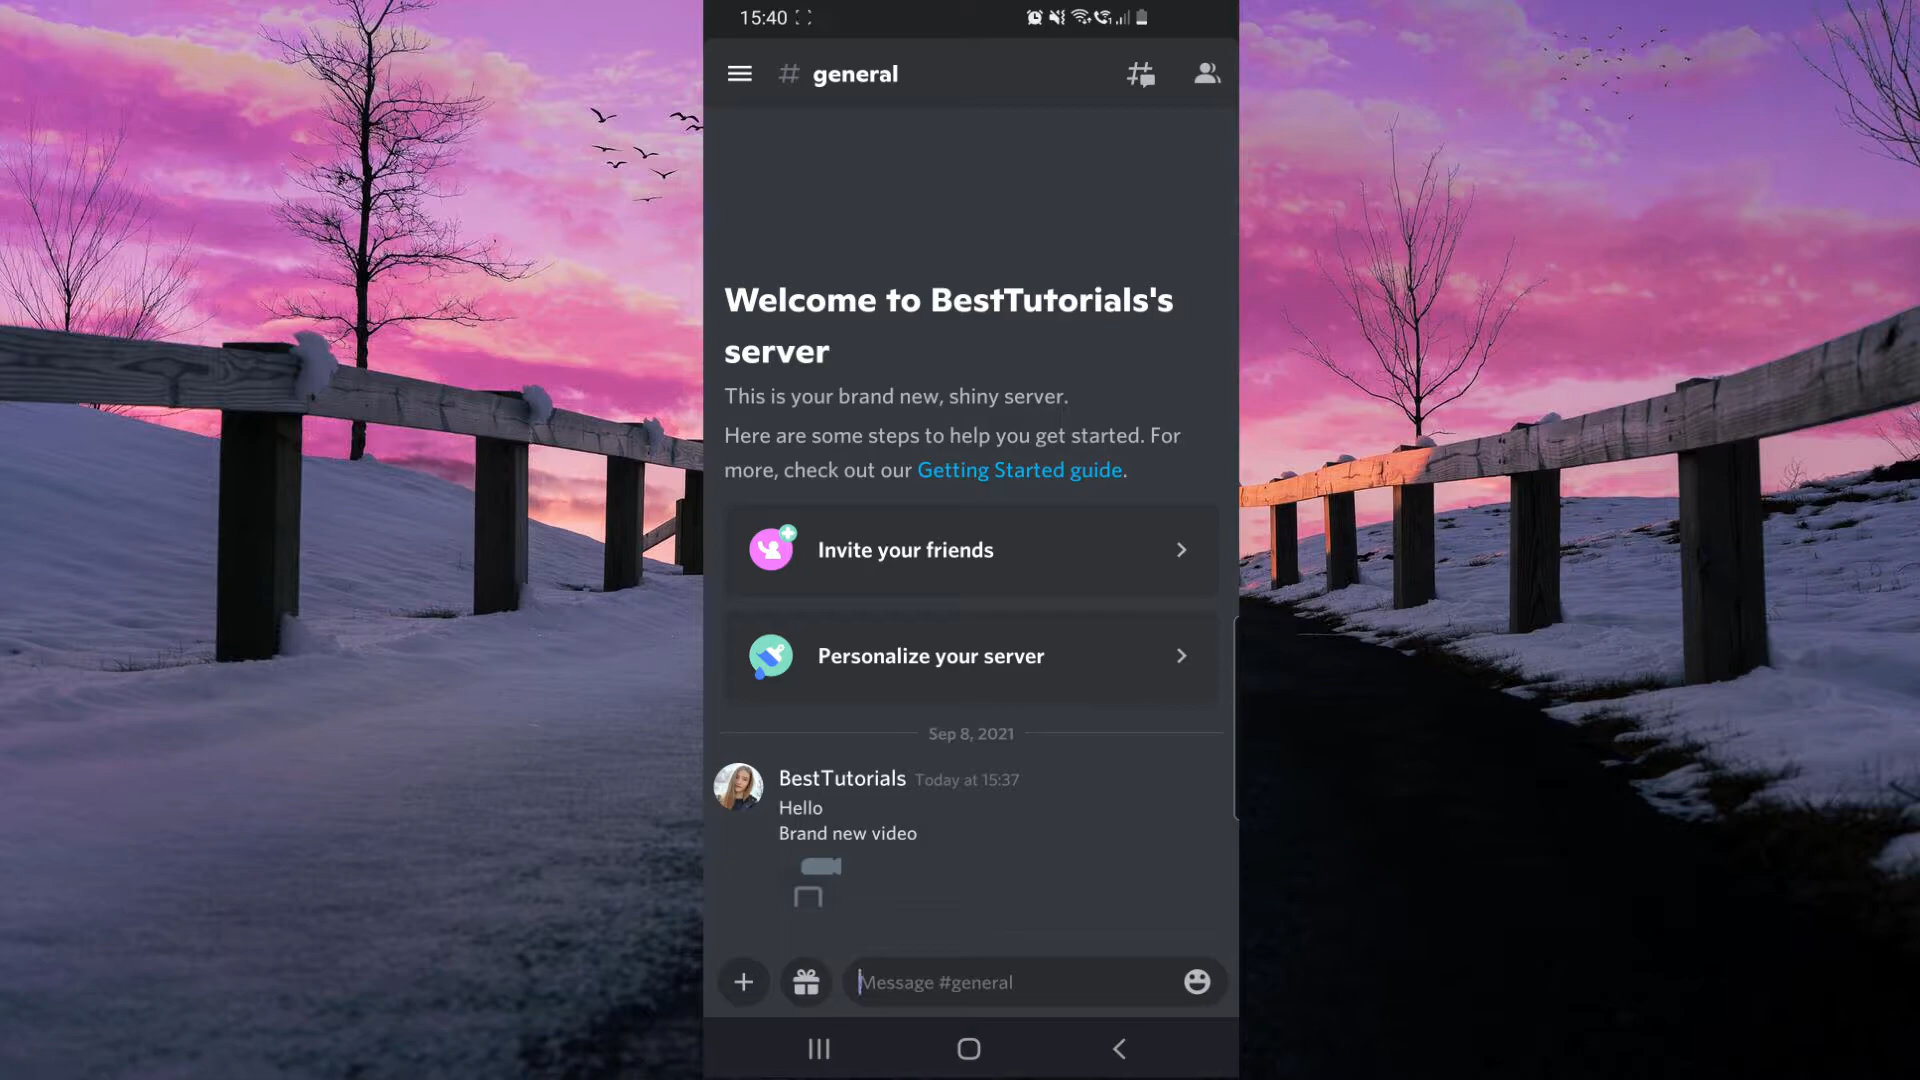 15:40
# general
Welcome to BestTutorials's
server
This is your brand new, shiny server.
Here are some steps to help you get started. For
more, check out our Getting Started guide.
Invite your friends
Personalize your server
Sep 8, 2021
BestTutorials Today at 15:37
Hello
Brand new video
Message #general